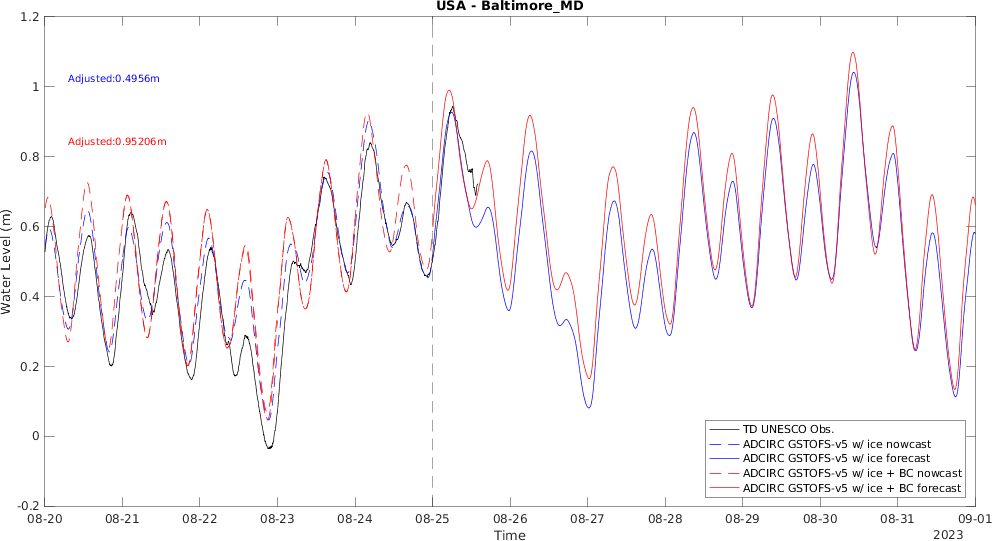 USA - Baltimore_MD
1.2
1
0.8
0.6
0.4
0.2
0
-0.2
Water Level (m)
Adjusted:0.4956m
Adjusted:0.95206m
TD UNESCO Obs.
ADCIRC GSTOFS-v5 w/ ice nowcast
ADCIRC GSTOFS-v5 w/ ice forecast
ADCIRC GSTOFS-v5 w/ ice + BC nowcast
ADCIRC GSTOFS-v5 w/ ice + BC forecast
08-20 08-21 08-22 08-23 08-24 08-25 08-26 08-27 08-28 08-29 08-30 08-31 09-01
Time
2023